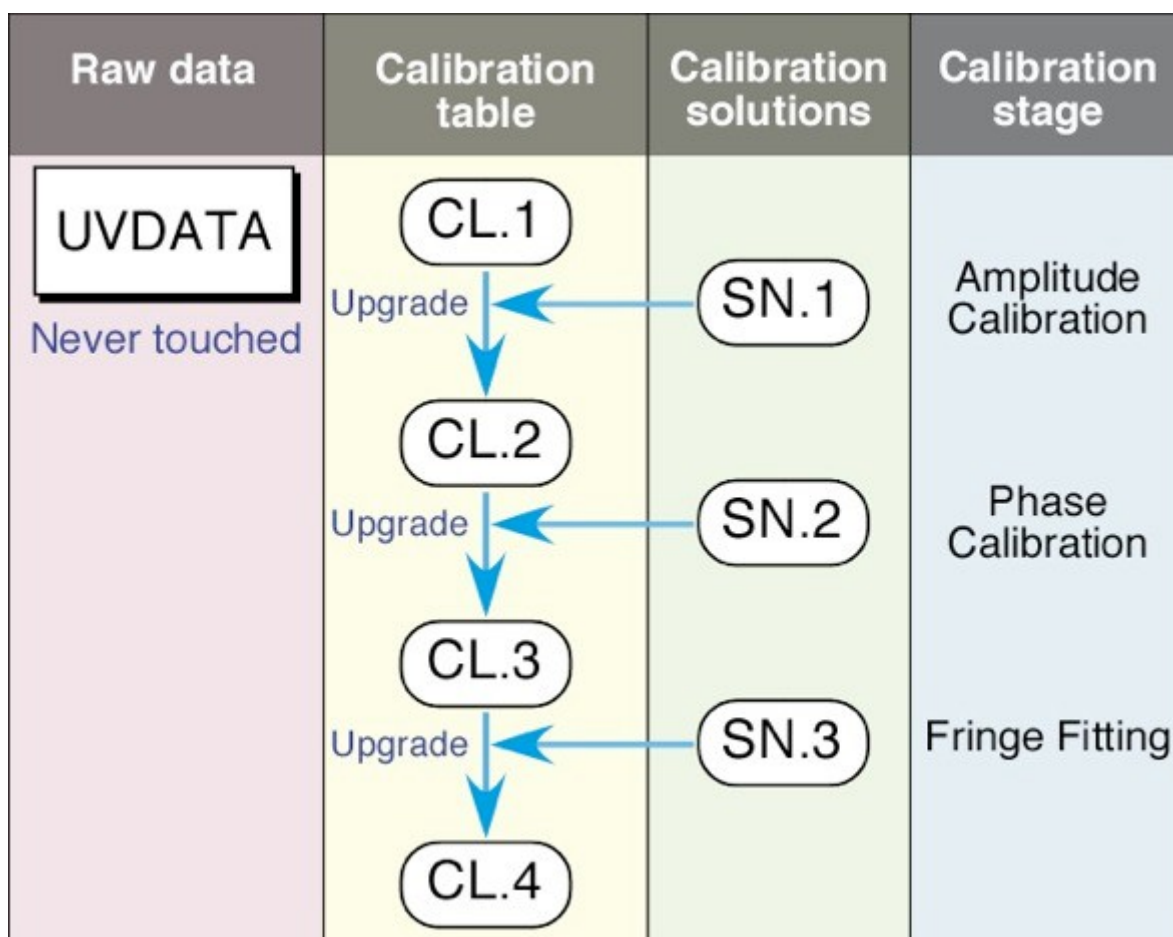 Raw data
Calibration
table
Calibration
solutions
Calibration
stage
UVDATA
Never touched
CL.1
Upgrade
SN.1
Amplitude
Calibration
CL.2
Upgrade
SN.2
Phase
Calibration
CL.3
Upgrade
SN.3
Fringe Fitting
CL.4